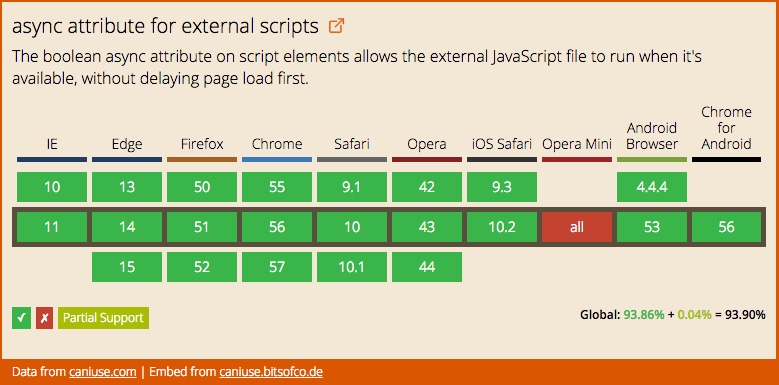 async attribute for external scripts
The boolean async attribute on script elements allows the external JavaScript file to run when it's
available, without delaying page load first.
IE Edge Firefox Chrome Safari Opera iOS Safari Opera Mini Android Browser Chrome for Android
10 13 50 55 9.1 42 9.3 4.4.4
11 14 51 56 10 43 10.2 all 53 56
15 52 57 10.1 44
✓ ✗ Partial Support Global: 93.86% + 0.04% = 93.90%
Data from caniuse.com | Embed from caniuse.bitsofco.de